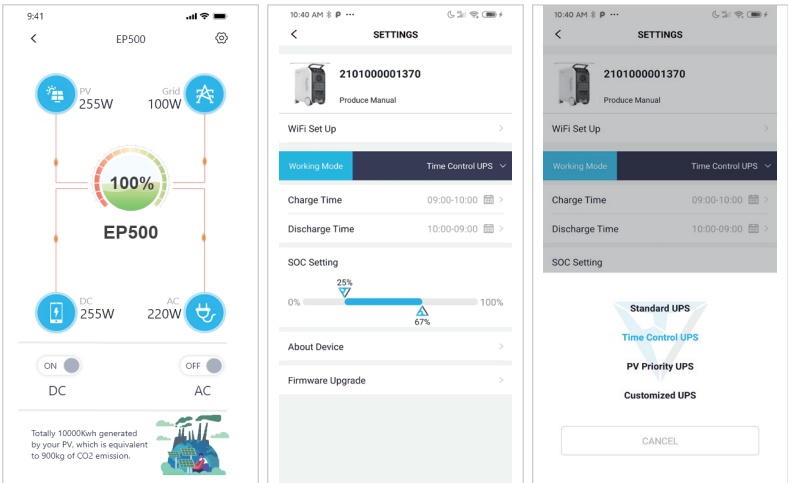 9:41
EP500
PV
255W
Grid
100W
100%
EP500
DC
255W
AC
220W
ON
OFF
DC
AC
Totally 10000Kwh generated
by your PV, which is equivalent
to 900kg of CO2 emission.
10:40 AM P ···
SETTINGS
2101000001370
Produce Manual
WiFi Set Up
Working Mode Time Control UPS
Charge Time 09:00-10:00
Discharge Time 10:00-09:00
SOC Setting
25%
0% 100%
67%
About Device
Firmware Upgrade
10:40 AM P ···
SETTINGS
2101000001370
Produce Manual
WiFi Set Up
Working Mode Time Control UPS
Charge Time 09:00-10:00
Discharge Time 10:00-09:00
SOC Setting
Standard UPS
Time Control UPS
PV Priority UPS
Customized UPS
CANCEL